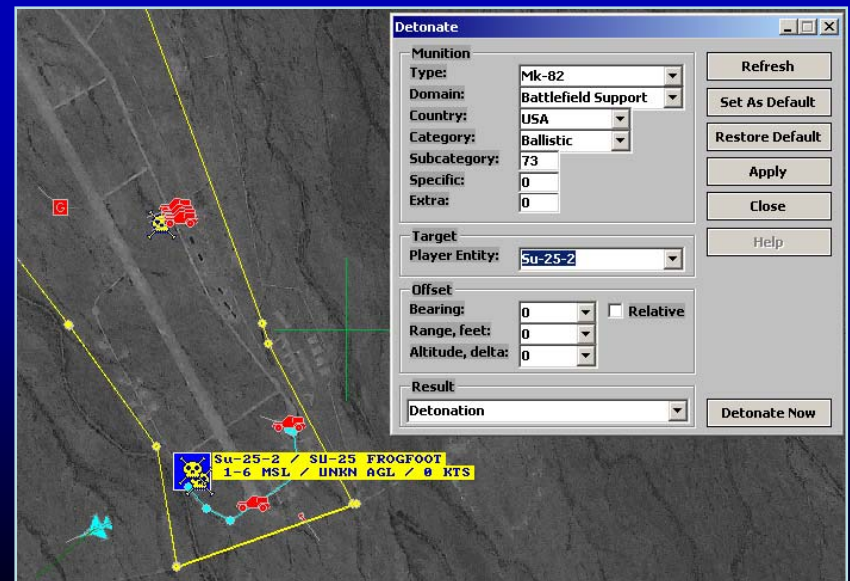 Detonate
Munition
Type: Mk-82
Domain: Battlefield Support
Country: USA
Category: Ballistic
Subcategory: 73
Specific: 0
Extra: 0
Target
Player Entity: Su-25-2
Offset
Bearing: 0 Relative
Range, feet: 0
Altitude, delta: 0
Result
Detonation
Refresh
Set As Default
Restore Default
Apply
Close
Help
Detonate Now
G
Su-25-2 / SU-25 FROGFOOT
1-6 MSL / UNKN AGL / 0 KTS